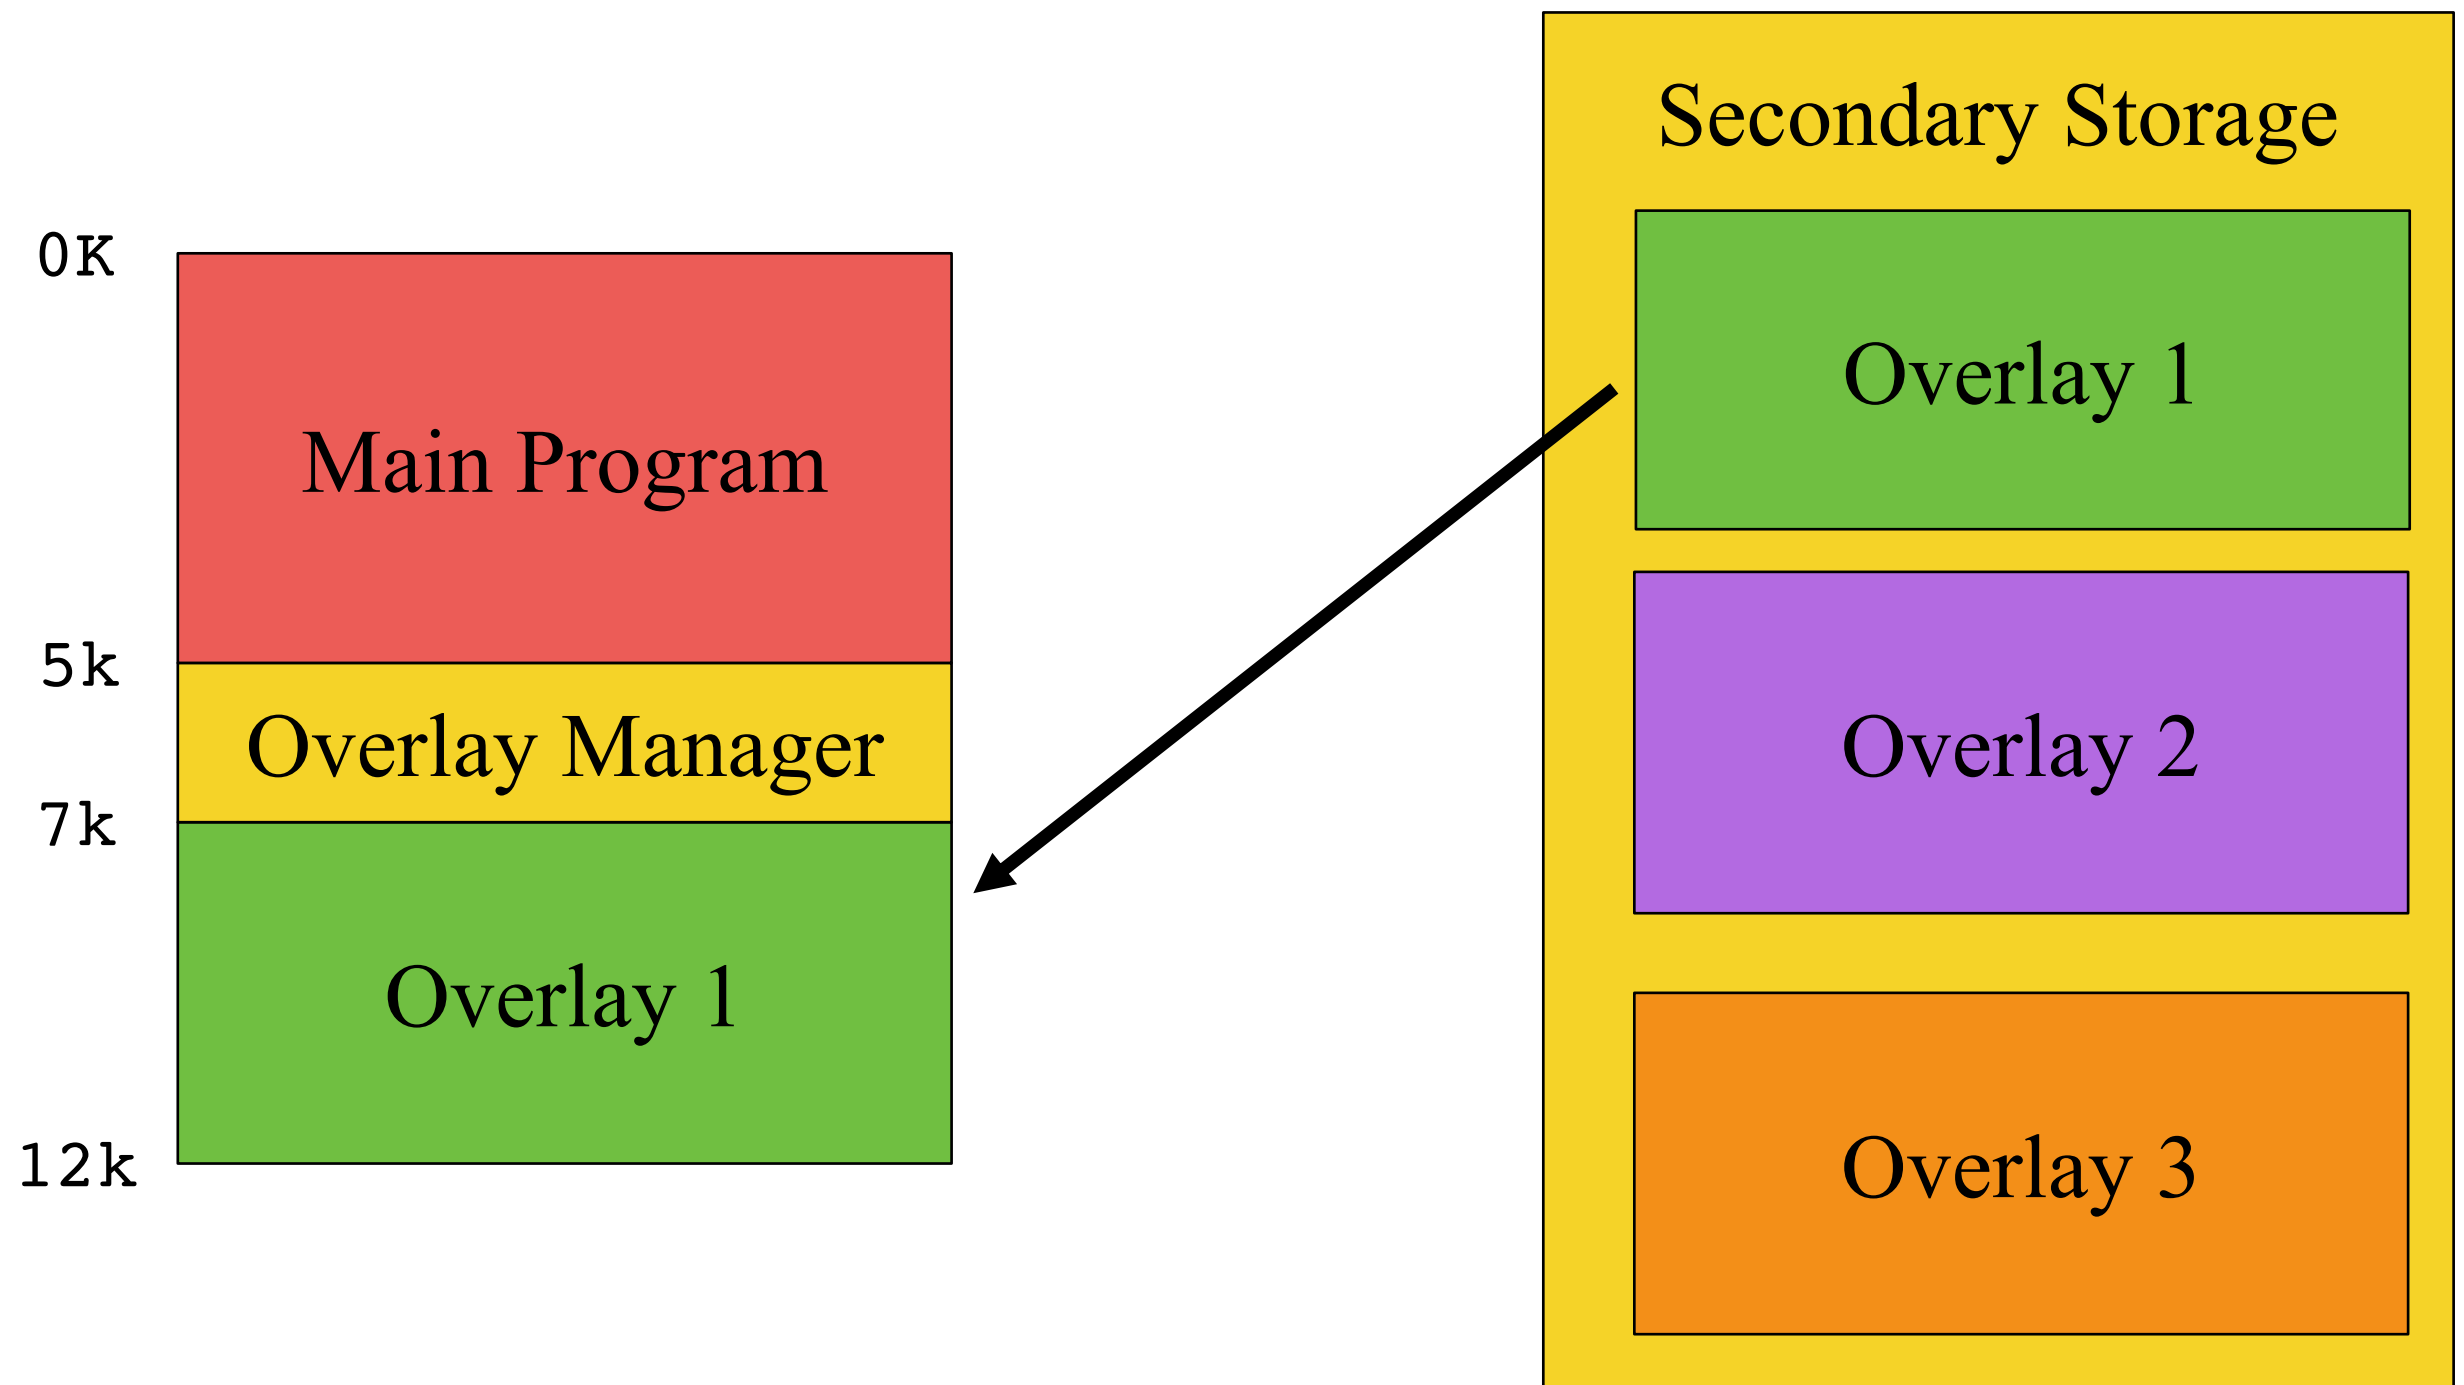 Secondary Storage
0K
Main Program
5k
Overlay Manager
7k
Overlay 1
12k
Overlay 1
Overlay 2
Overlay 3